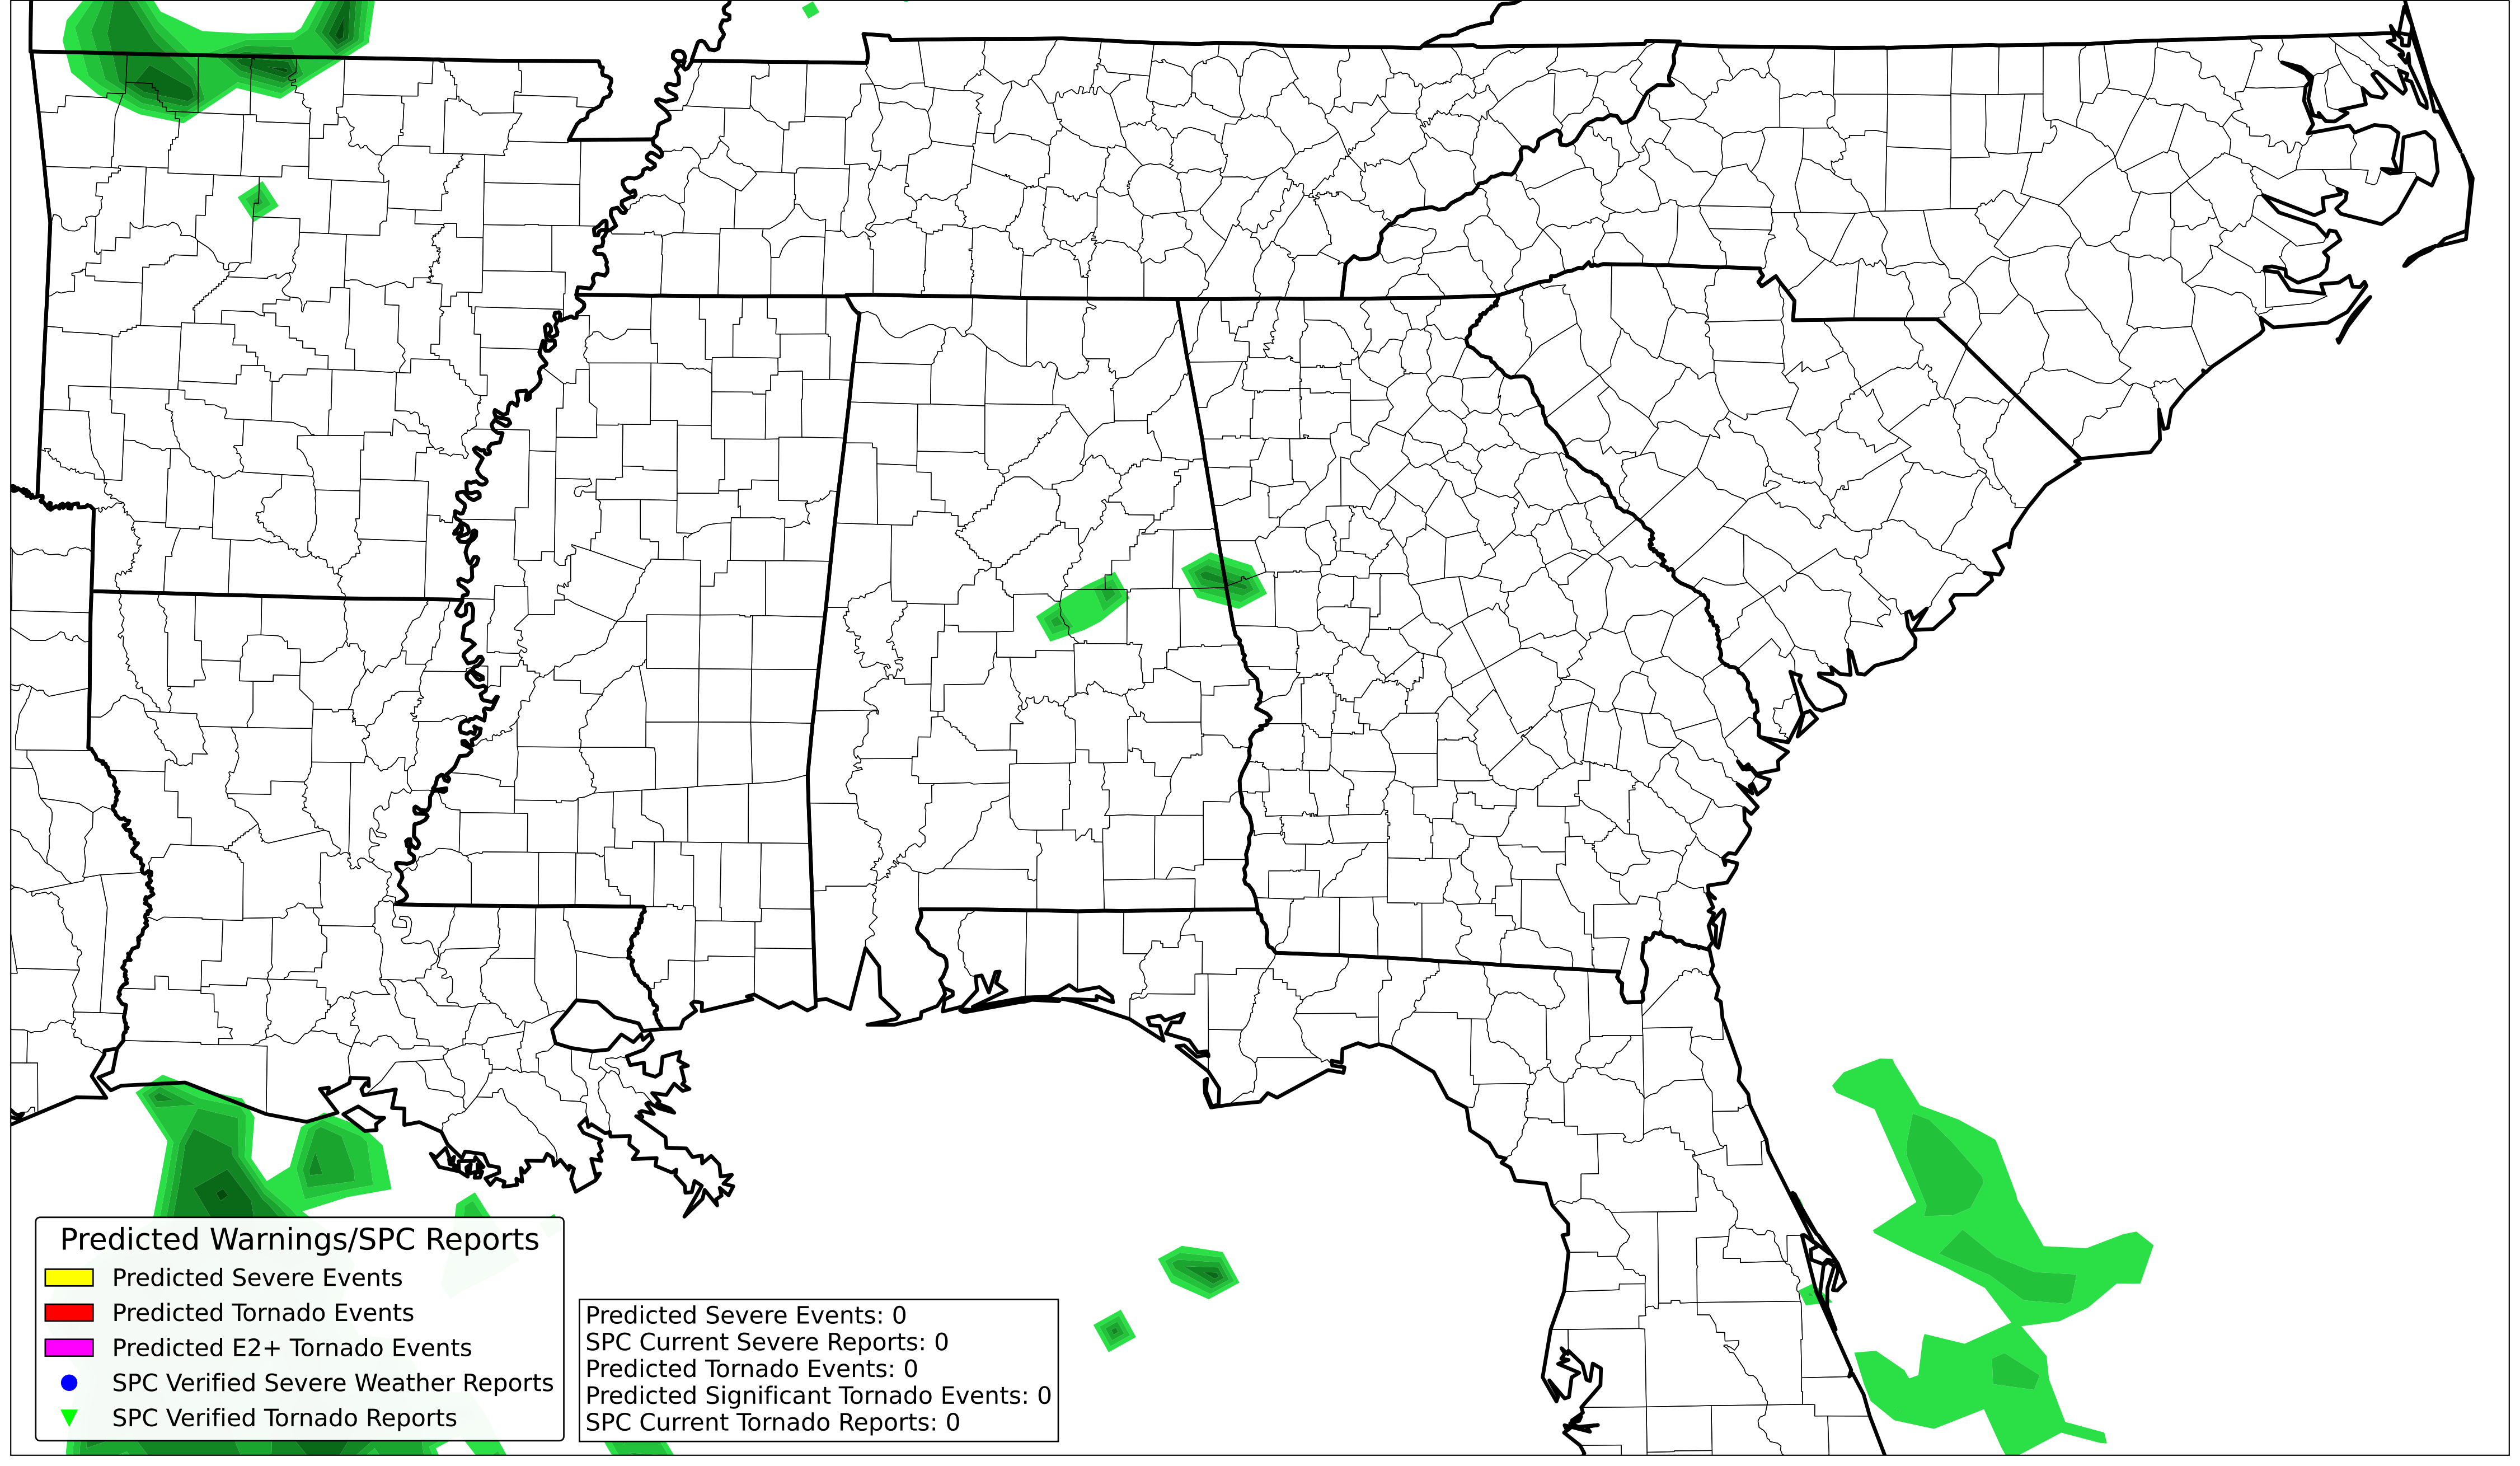 Predicted Warnings/SPC Reports
Predicted Severe Events
Predicted Tornado Events
Predicted E2+ Tornado Events
SPC Verified Severe Weather Reports
SPC Verified Tornado Reports
Predicted Severe Events: 0
SPC Current Severe Reports: 0
Predicted Tornado Events: 0
Predicted Significant Tornado Events: 0
SPC Current Tornado Reports: 0